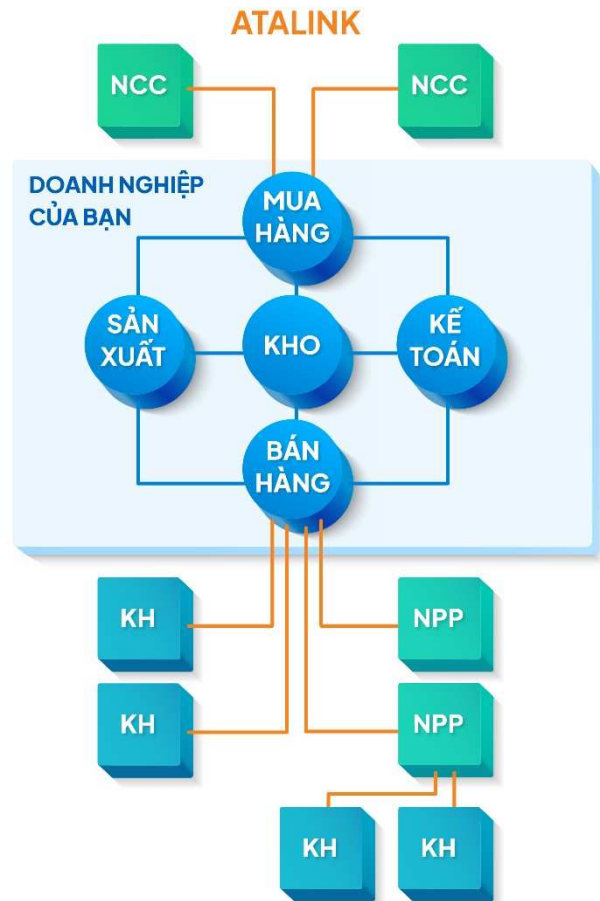 ATALINK
NCC
NCC
DOANH NGHIỆP
CỦA BẠN
MUA
HÀNG
SẢN
XUẤT
KHO
KẾ
TOÁN
BÁN
HÀNG
KH
NPP
KH
NPP
KH
KH